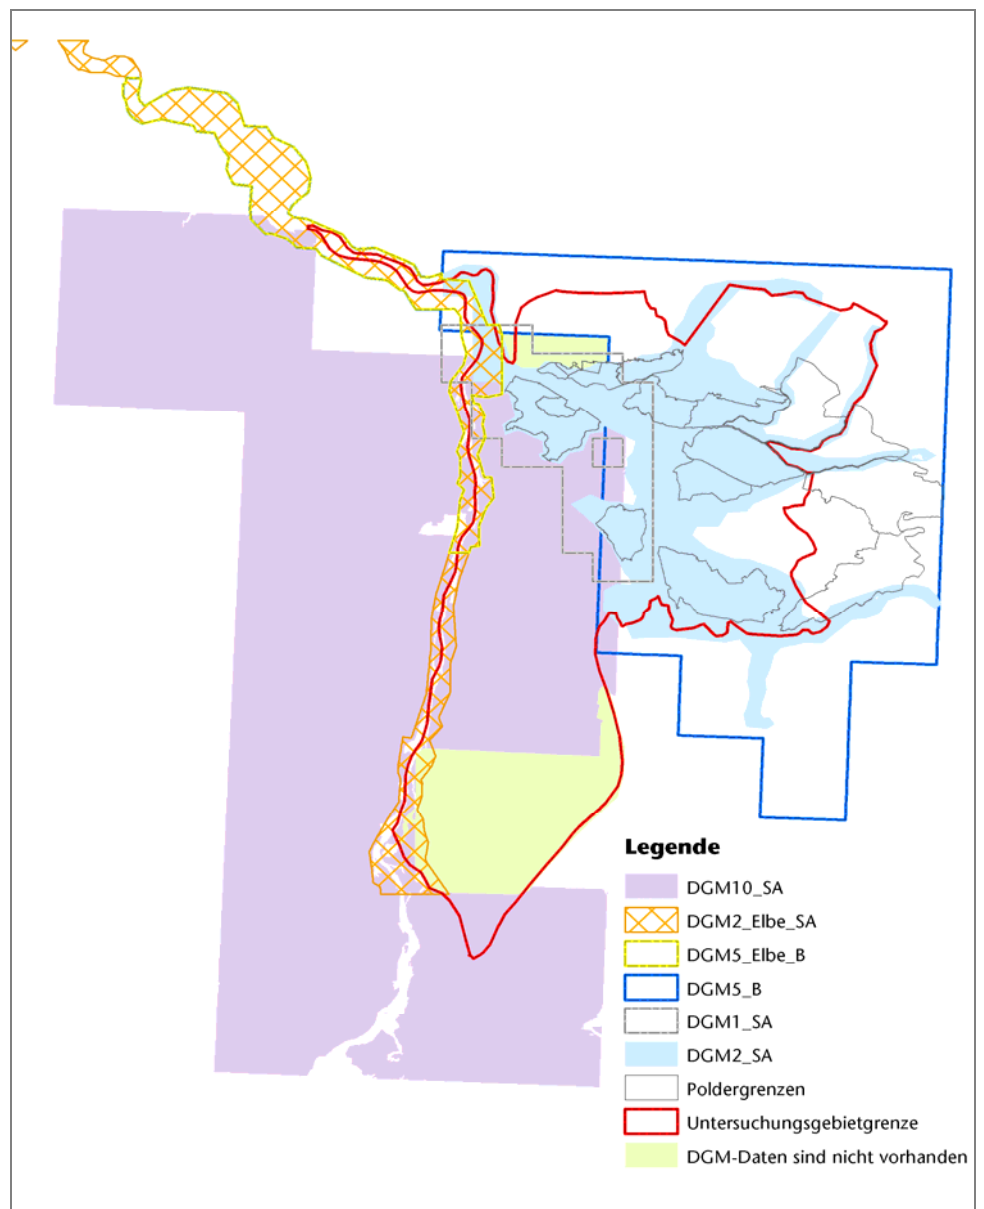 Legende
DGM10_SA
DGM2_Elbe_SA
DGM5_Elbe_B
DGM5_B
DGM1_SA
DGM2_SA
Poldergrenzen
Untersuchungsgebietgrenze
DGM-Daten sind nicht vorhanden